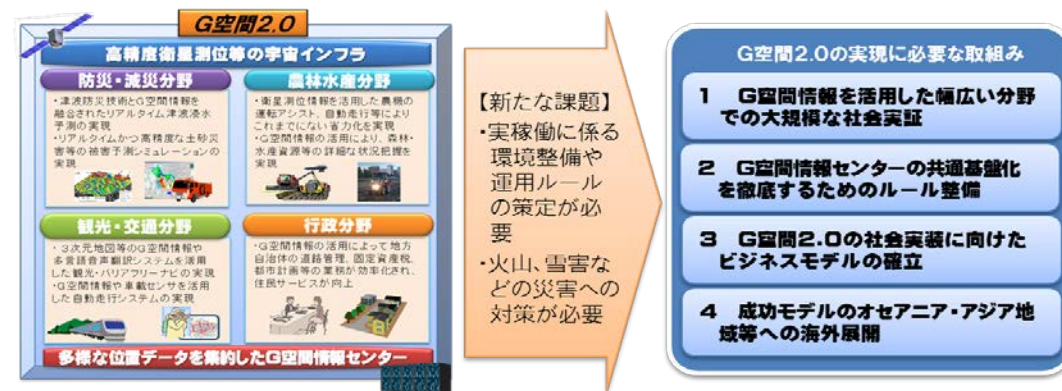 G空間2.0
高精度衛星測位等の宇宙インフラ
防災・減災分野
・津波防災技術とG空間情報を
融合されたリアルタイム津波浸水
予測の実現
・リアルタイムかつ高精度な土砂災
害等の被害予測シミュレーションの
実現
農林水産分野
・衛星測位情報を活用した農機の
運転アシスト、自動走行等により
これまでにない省力化を実現
・G空間情報の活用により、森林・
水産資源等の詳細な状況把握を
実現
観光・交通分野
・3次元地図等のG空間情報や
多言語音声翻訳システムを活用
した観光・バリアフリーナビの実現
・G空間情報や車載センサを活用
した自動走行システムの実現
行政分野
・G空間情報の活用によって地方
自治体の道路管理、固定資産税、
都市計画等の業務が効率化され、
住民サービスが向上
多様な位置データを集約したG空間情報センター
【新たな課題】
・実稼働に係る
環境整備や
運用ルール
の策定が必
要
・火山、雪害な
どの災害への
対策が必要
G空間2.0の実現に必要な取組み
1 G空間情報を活用した幅広い分野
での大規模な社会実証
2 G空間情報センターの共通基盤化
を徹底するためのルール整備
3 G空間2.0の社会実装に向けた
ビジネスモデルの確立
4 成功モデルのオセアニア・アジア地
域等への海外展開